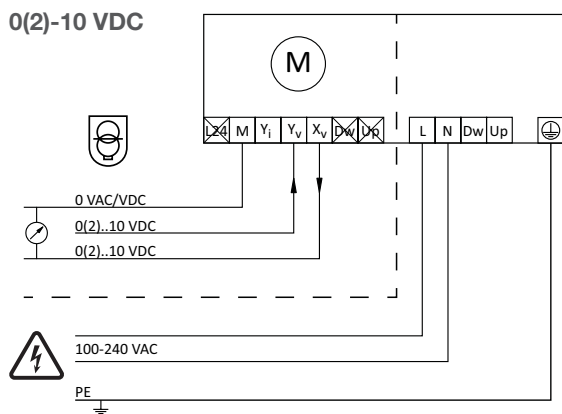 0(2)-10 VDC
M
L24 M Yi Yv Xv Dw Up L N Dw Up
0 VAC/VDC
0(2)..10 VDC
0(2)..10 VDC
100-240 VAC
PE